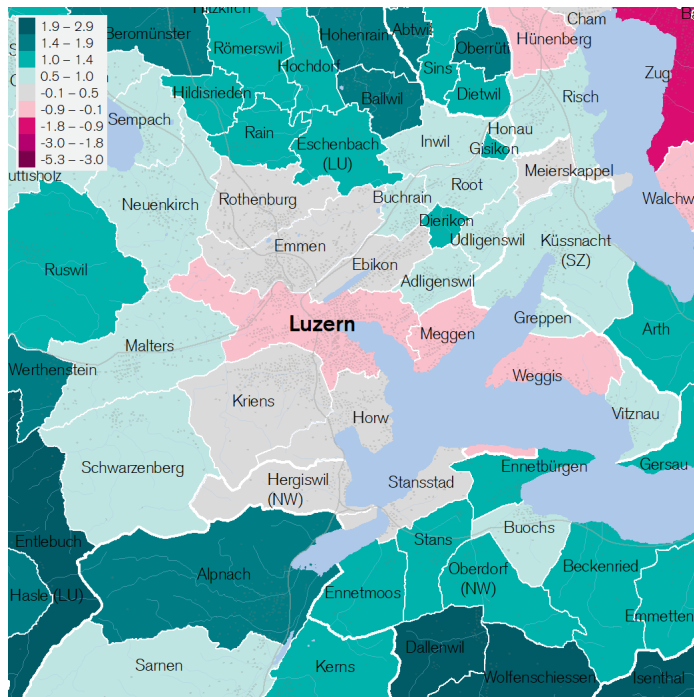 1.9 – 2.9
1.4 – 1.9
1.0 – 1.4
0.5 – 1.0
-0.1 – 0.5
-0.9 – -0.1
-1.8 – -0.9
-3.0 – -1.8
-5.3 – -3.0
Beromünster
Römerswil
Hohenrain
Abtwil
Cham
Hünenberg
Oberrüti
Hochdorf
Sins
Zug
Hildisrieden
Ballwil
Dietwil
Risch
Sempach
Rain
Eschenbach
(LU)
Inwil
Honau
Gisikon
Meierskappel
Root
Rothenburg
Buchrain
Walchw
Neuenkirch
Dierikon
Udligenswil
Küssnacht
(SZ)
Emmen
Ebikon
Ruswil
Adligenswil
Luzern
Meggen
Greppen
Arth
Malters
Werthenstein
Weggis
Kriens
Horw
Vitznau
Schwarzenberg
Hergiswil
(NW)
Stansstad
Ennetbürgen
Gersau
Buochs
Entlebuch
Stans
Alpnach
Oberdorf
(NW)
Beckenried
Hasle (LU)
Ennetmoos
Emmetten
Dallenwil
Sarnen
Kerns
Wolfenschiessen
Isenthal